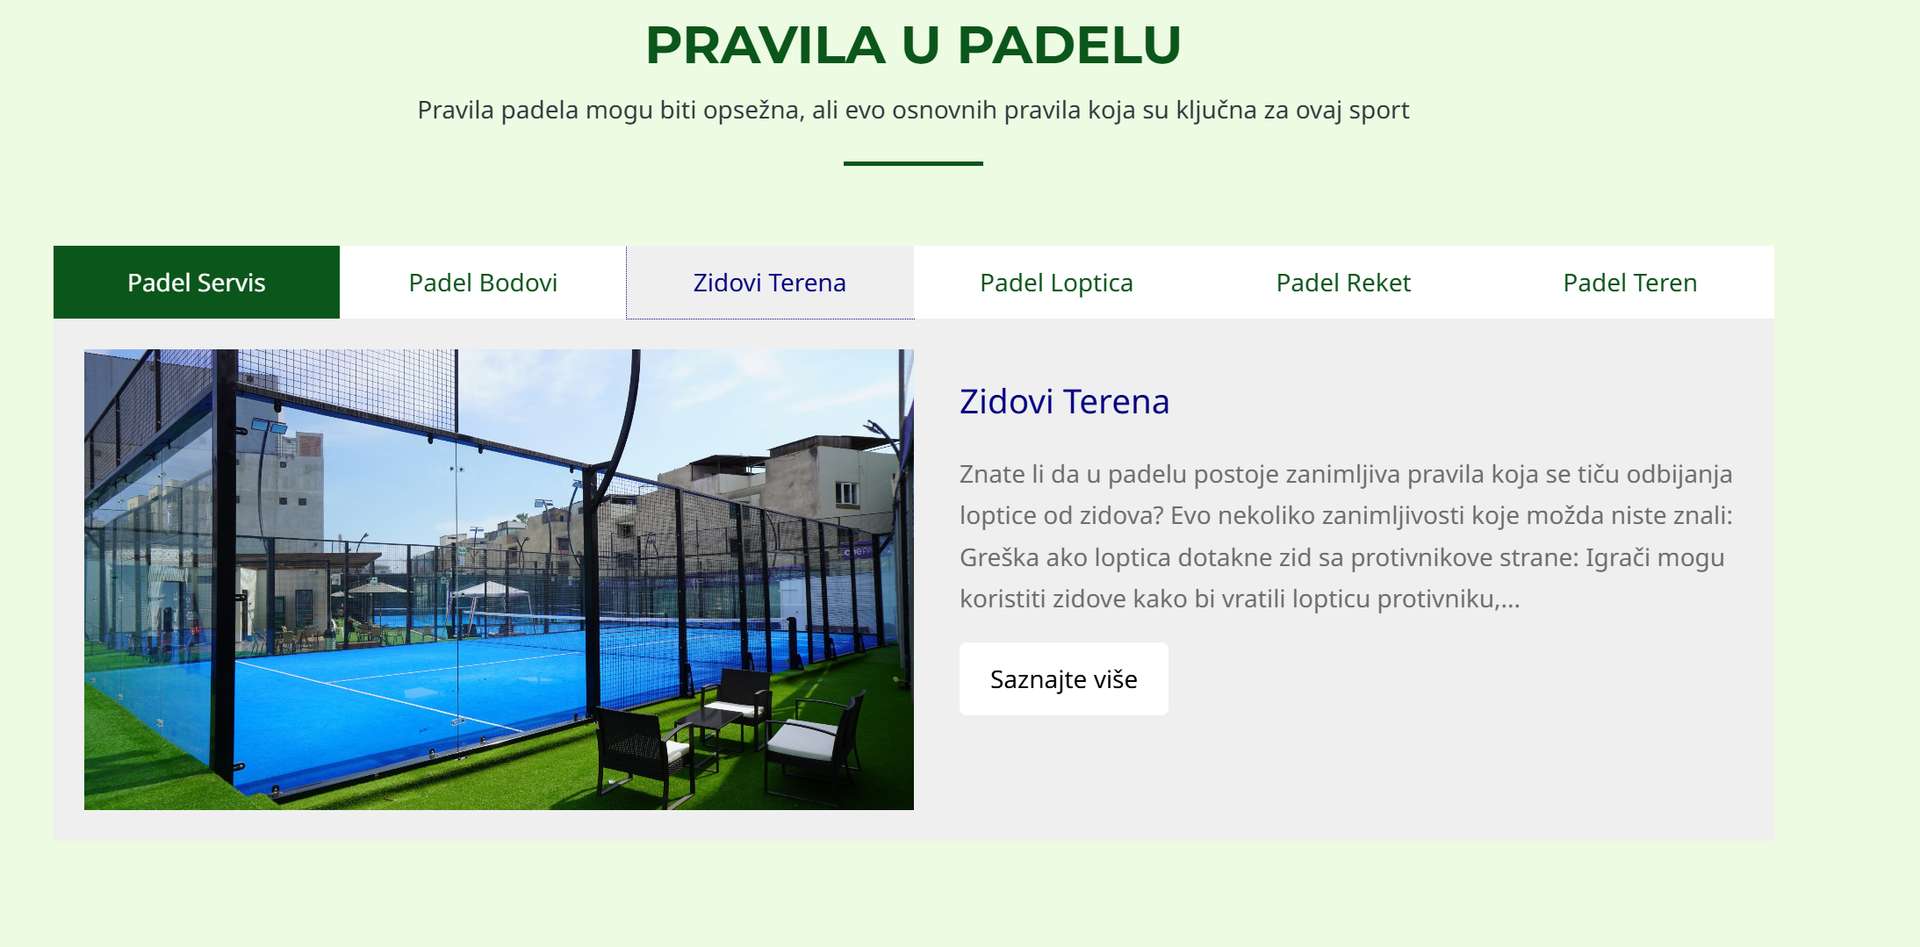 PRAVILA U PADELU
Pravila padela mogu biti opsežna, ali evo osnovnih pravila koja su ključna za ovaj sport
Padel Servis
Padel Bodovi
Zidovi Terena
Padel Loptica
Padel Reket
Padel Teren
Zidovi Terena
Znate li da u padelu postoje zanimljiva pravila koja se tiču odbijanja
loptice od zidova? Evo nekoliko zanimljivosti koje možda niste znali:
Greška ako loptica dotakne zid sa protivnikove strane: Igrači mogu
koristiti zidove kako bi vratili lopticu protivniku,...
Saznajte više